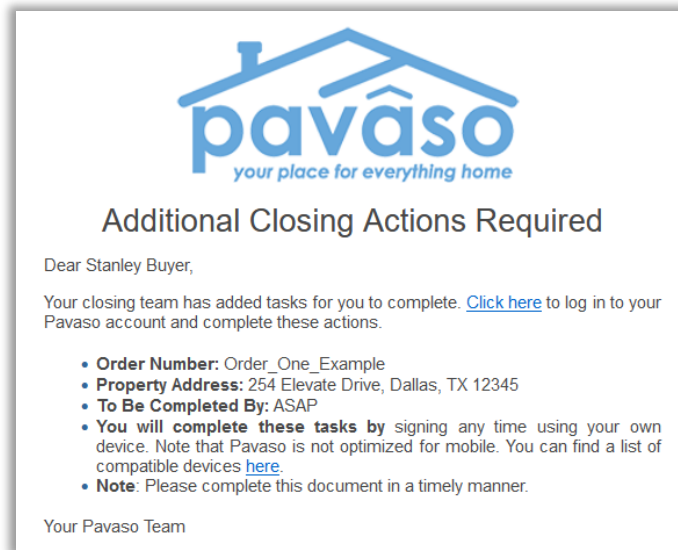 pavâso
your place for everything home
Additional Closing Actions Required
Dear Stanley Buyer,
Your closing team has added tasks for you to complete. Click here to log in to your
Pavaso account and complete these actions.
• Order Number: Order_One_Example
• Property Address: 254 Elevate Drive, Dallas, TX 12345
• To Be Completed By: ASAP
• You will complete these tasks by signing any time using your own
device. Note that Pavaso is not optimized for mobile. You can find a list of
compatible devices here.
• Note: Please complete this document in a timely manner.
Your Pavaso Team